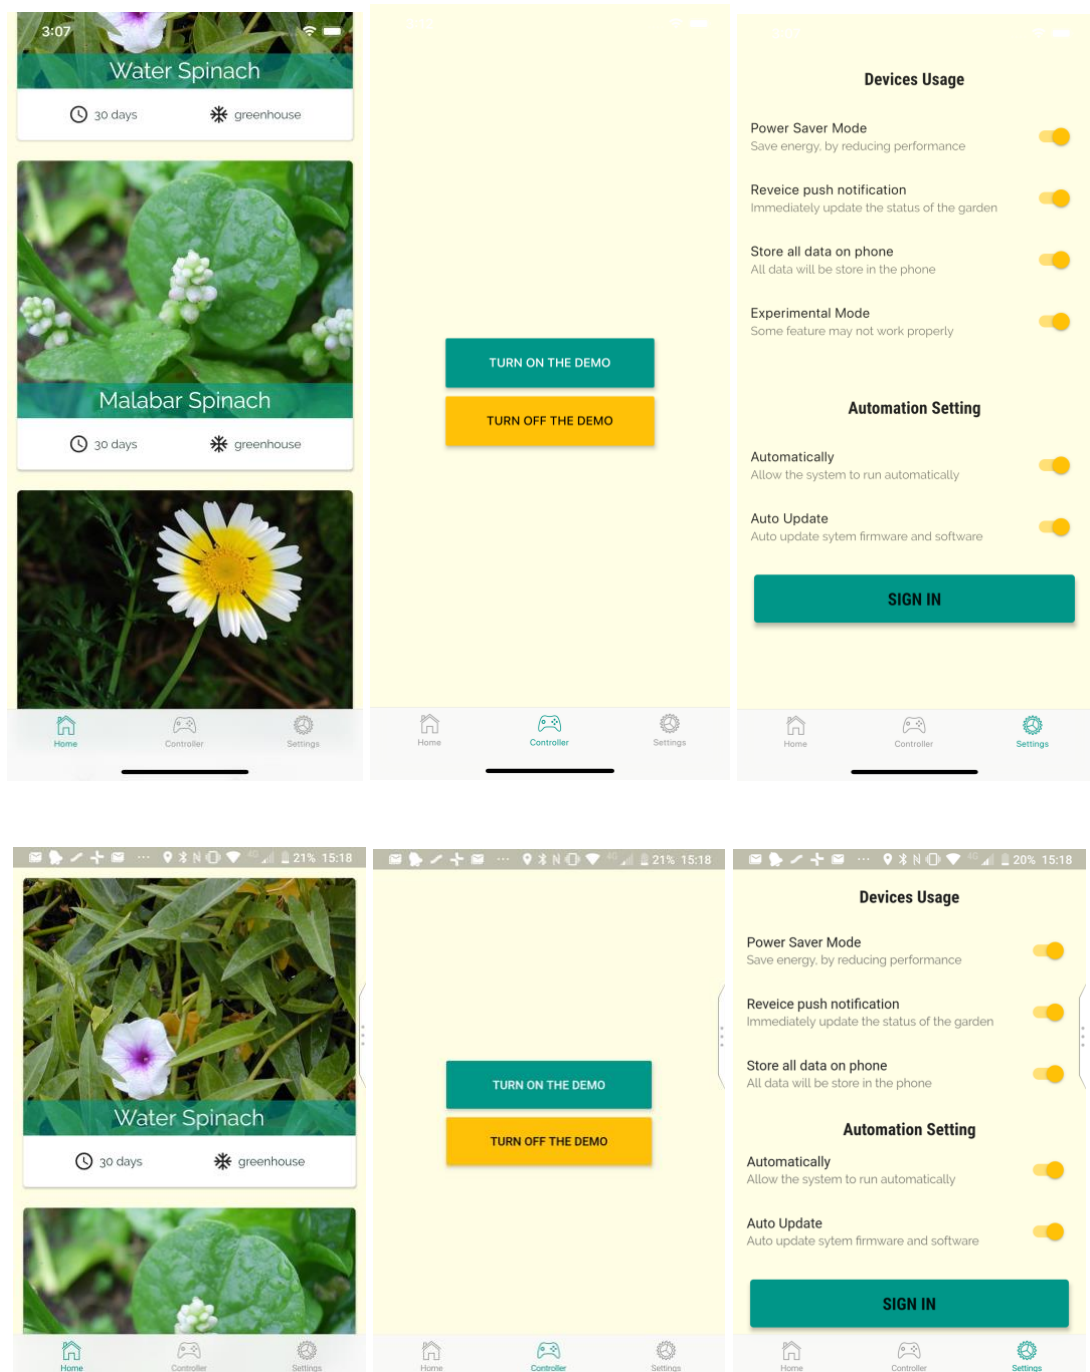 3:07
Water Spinach
30 days
greenhouse
Malabar Spinach
30 days
greenhouse
Home
Controller
Settings
TURN ON THE DEMO
TURN OFF THE DEMO
Home
Controller
Settings
Devices Usage
Power Saver Mode
Save energy, by reducing performance
Reveice push notification
Immediately update the status of the garden
Store all data on phone
All data will be store in the phone
Experimental Mode
Some feature may not work properly
Automation Setting
Automatically
Allow the system to run automatically
Auto Update
Auto update sytem firmware and software
SIGN IN
Home
Controller
Settings
4G 21% 15:18
Water Spinach
30 days
greenhouse
Home
Controller
Settings
4G 21% 15:18
TURN ON THE DEMO
TURN OFF THE DEMO
Home
Controller
Settings
4G 20% 15:18
Devices Usage
Power Saver Mode
Save energy, by reducing performance
Reveice push notification
Immediately update the status of the garden
Store all data on phone
All data will be store in the phone
Automation Setting
Automatically
Allow the system to run automatically
Auto Update
Auto update sytem firmware and software
SIGN IN
Home
Controller
Settings